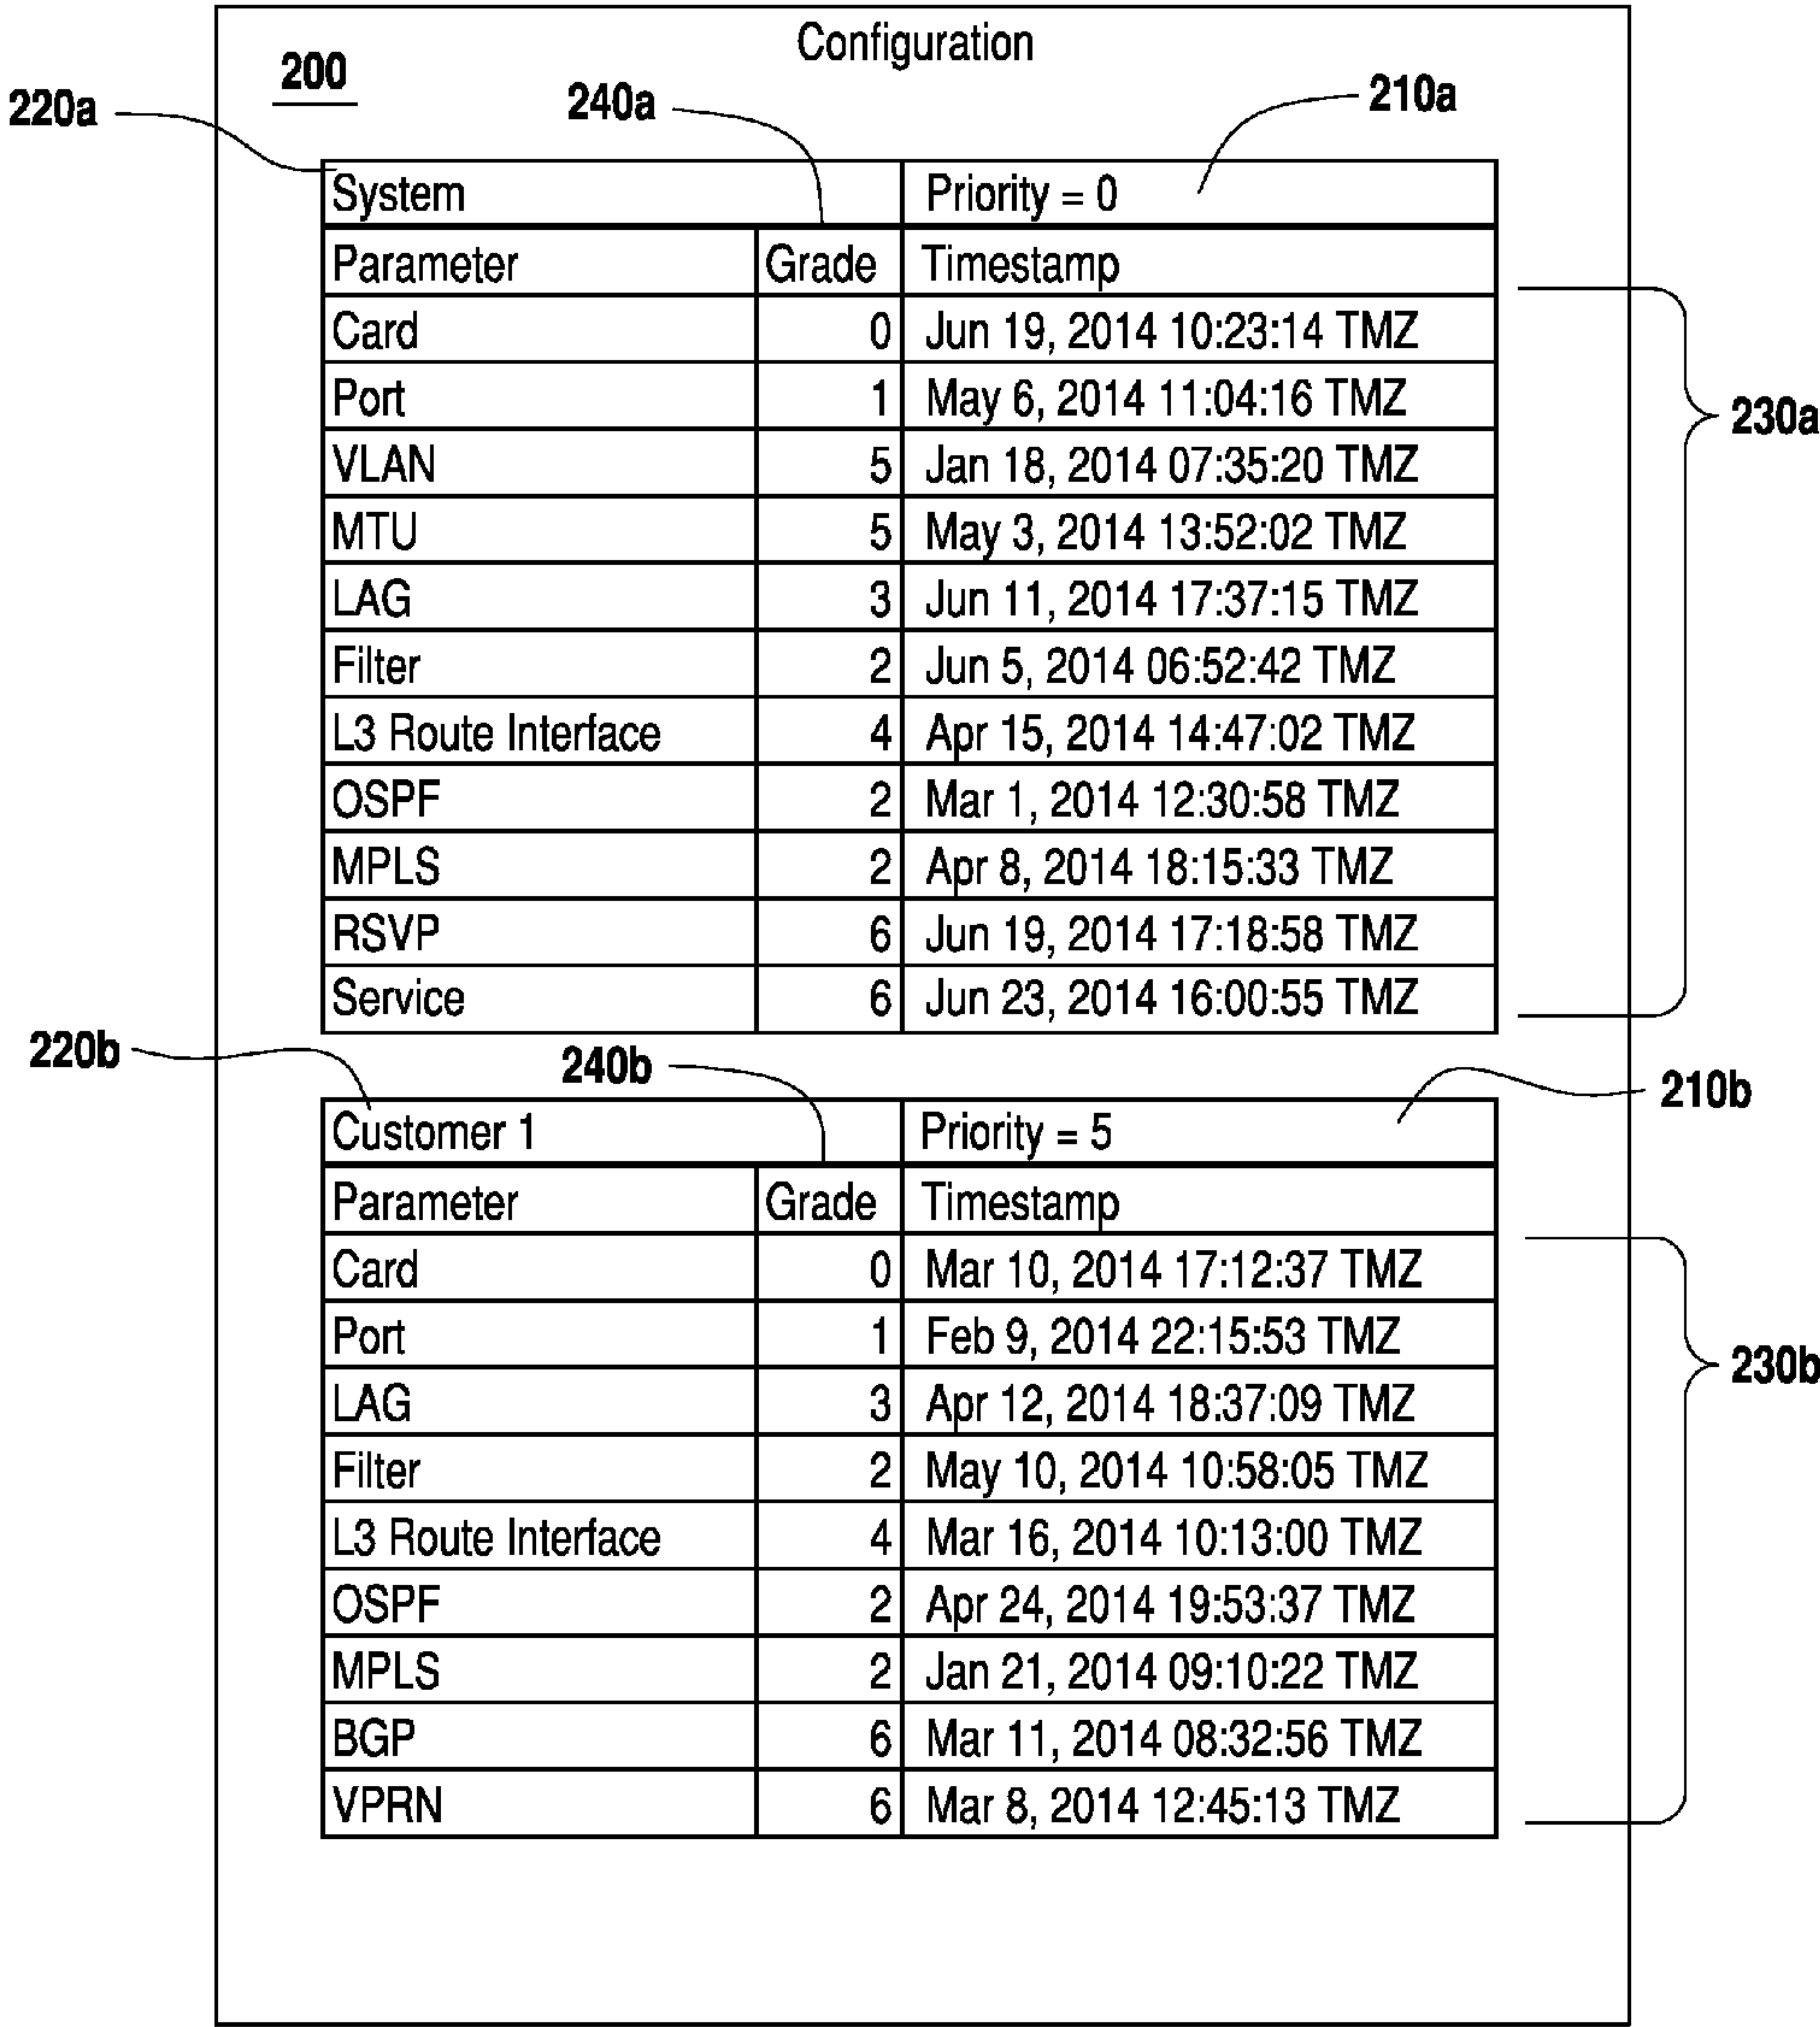 Configuration
200
220a
240a
210a
System Priority = 0
Parameter Grade Timestamp
Card 0 Jun 19, 2014 10:23:14 TMZ
Port 1 May 6, 2014 11:04:16 TMZ
230a
VLAN 5 Jan 18, 2014 07:35:20 TMZ
MTU 5 May 3, 2014 13:52:02 TMZ
LAG 3 Jun 11, 2014 17:37:15 TMZ
Filter 2 Jun 5, 2014 06:52:42 TMZ
L3 Route Interface 4 Apr 15, 2014 14:47:02 TMZ
OSPF 2 Mar 1, 2014 12:30:58 TMZ
MPLS 2 Apr 8, 2014 18:15:33 TMZ
RSVP 6 Jun 19, 2014 17:18:58 TMZ
Service 6 Jun 23, 2014 16:00:55 TMZ
220b
240b
210b
Customer 1 Priority = 5
Parameter Grade Timestamp
Card 0 Mar 10, 2014 17:12:37 TMZ
Port 1 Feb 9, 2014 22:15:53 TMZ
230b
LAG 3 Apr 12, 2014 18:37:09 TMZ
Filter 2 May 10, 2014 10:58:05 TMZ
L3 Route Interface 4 Mar 16, 2014 10:13:00 TMZ
OSPF 2 Apr 24, 2014 19:53:37 TMZ
MPLS 2 Jan 21, 2014 09:10:22 TMZ
BGP 6 Mar 11, 2014 08:32:56 TMZ
VPRN 6 Mar 8, 2014 12:45:13 TMZ